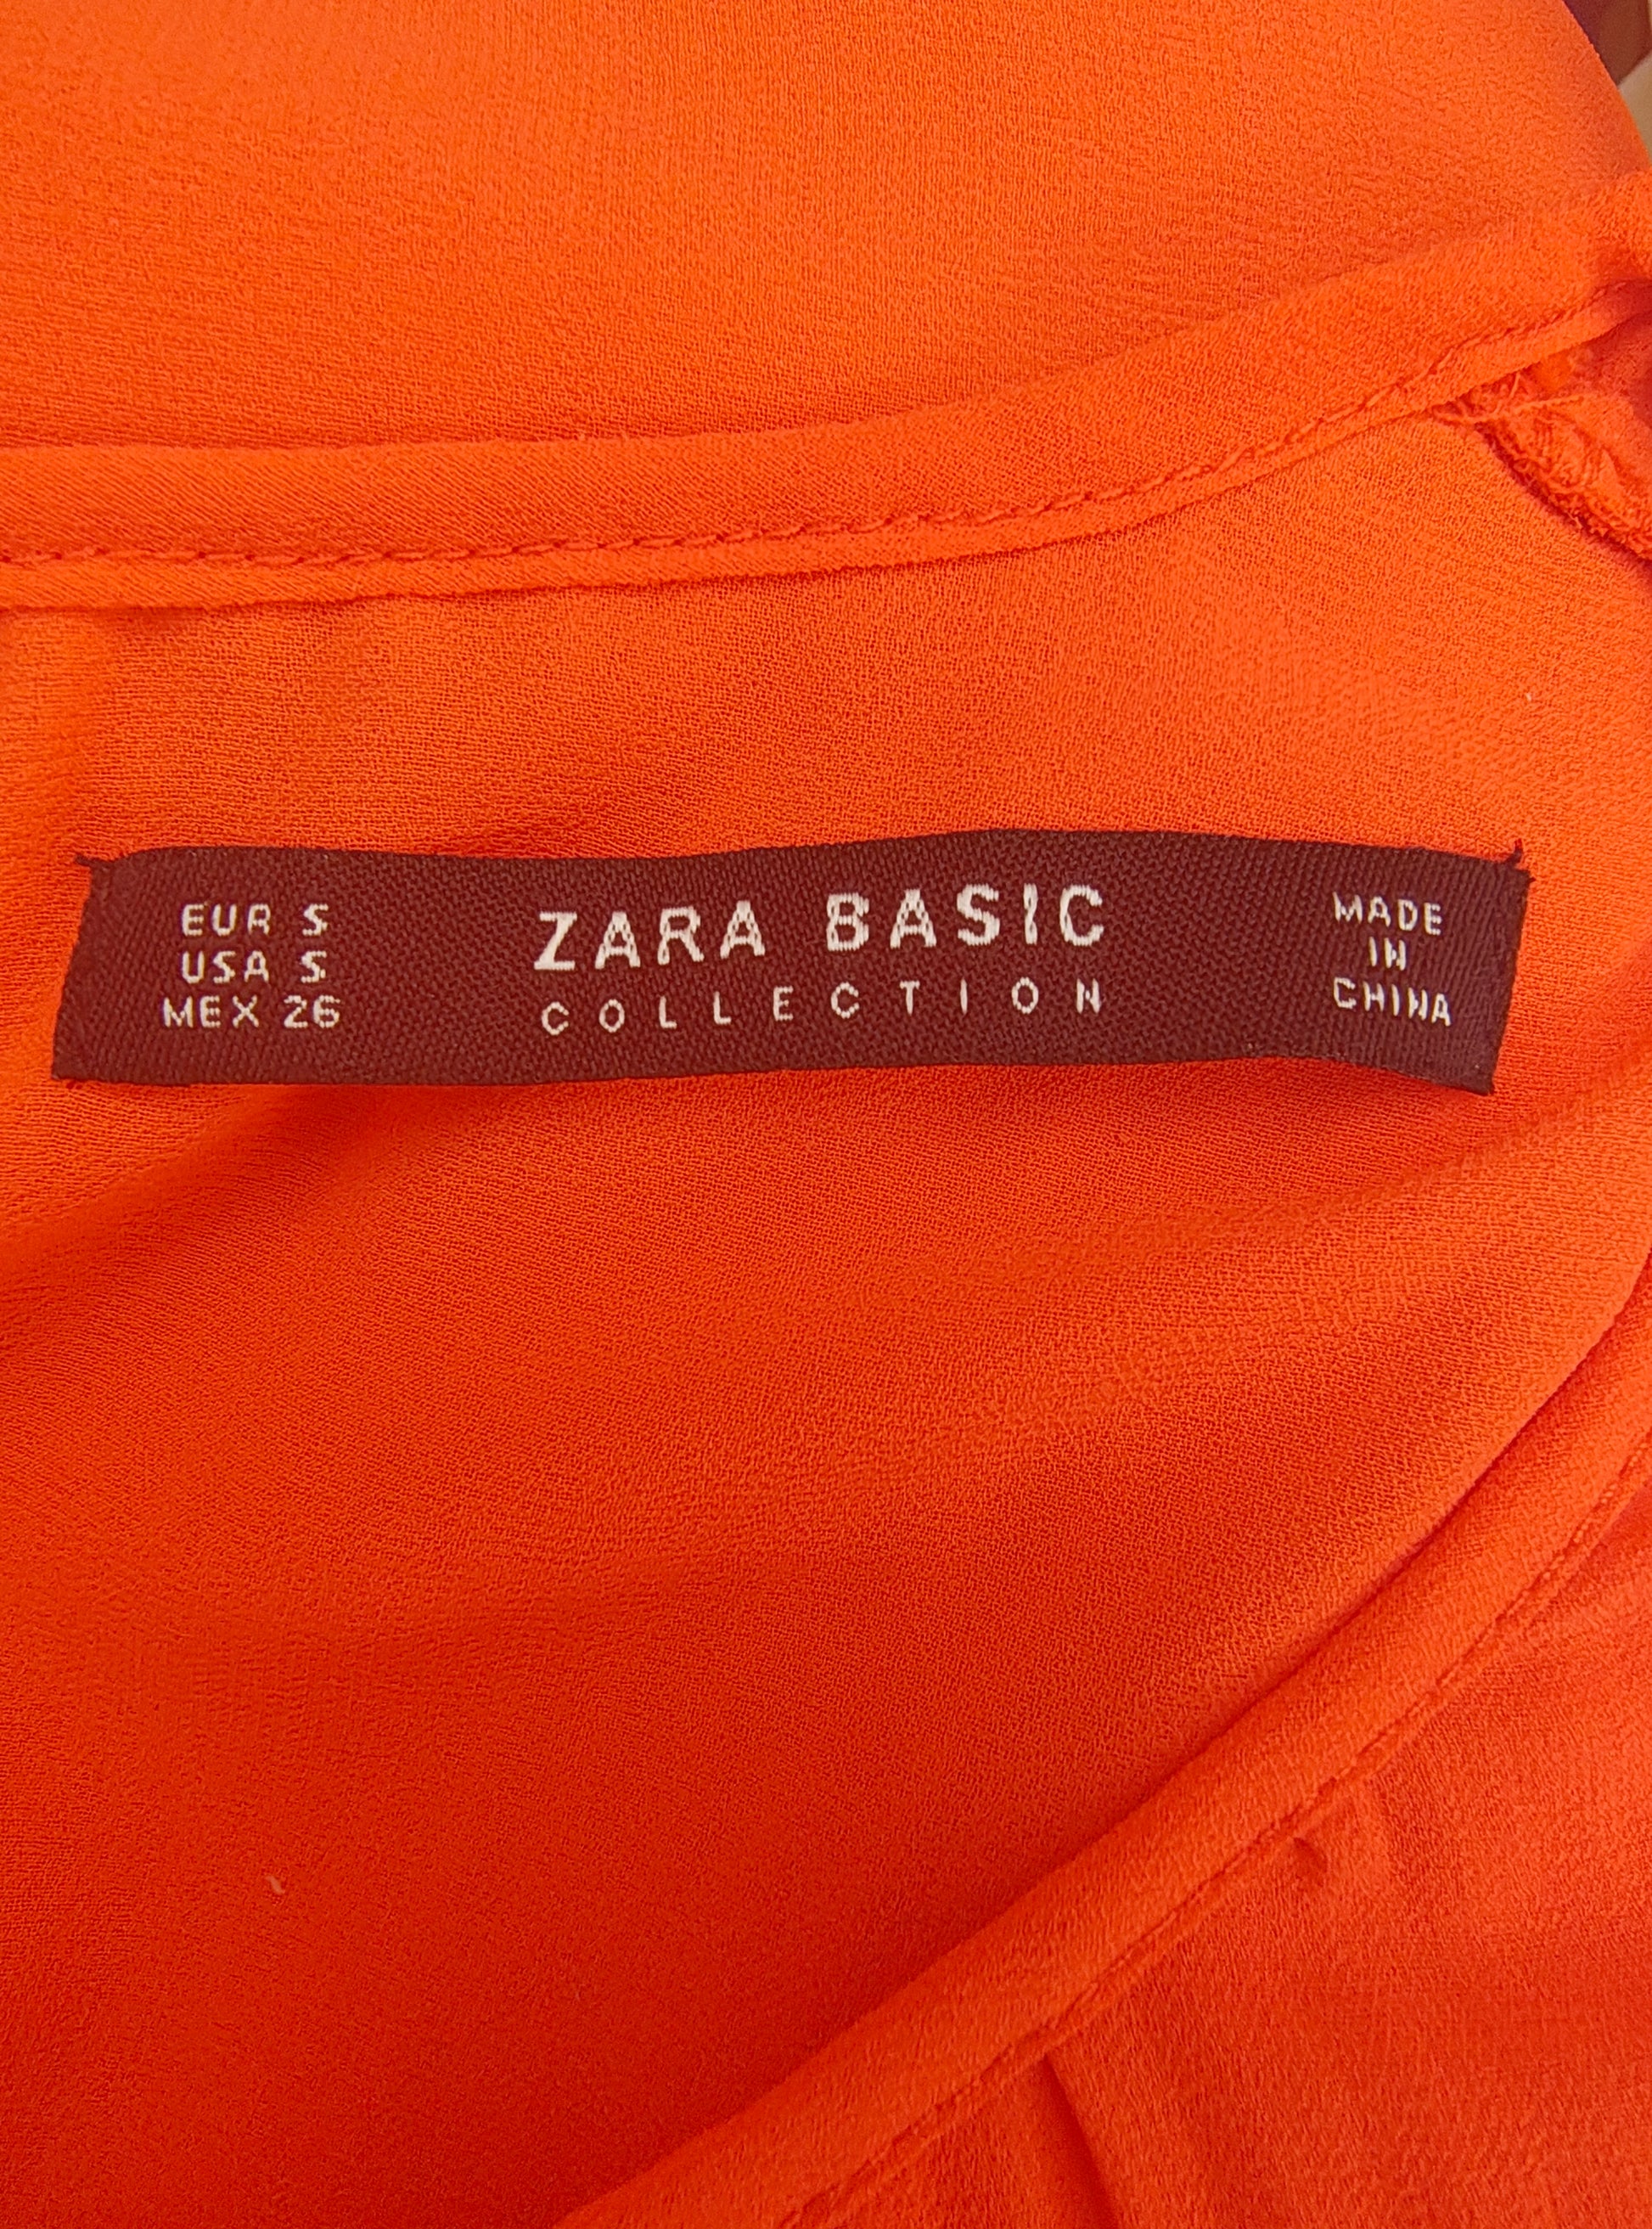 EUR S
USA S
MEX 26
ZARA BASIC
COLLECTION
MADE
IN
CHINA